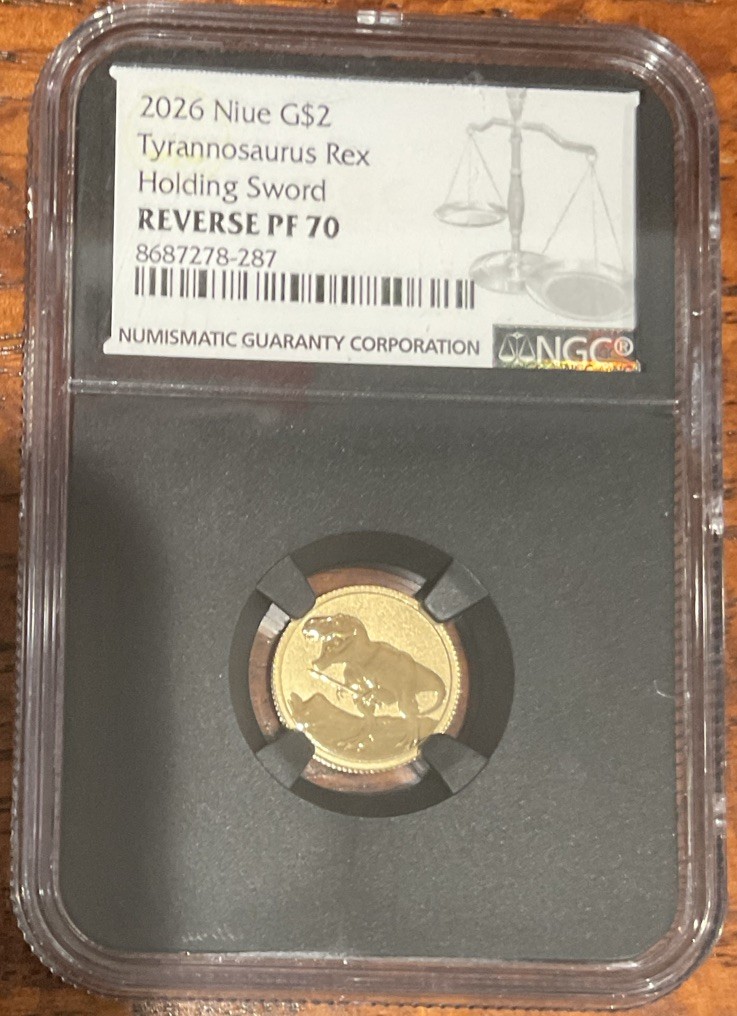 2026 Niue G$2
Tyrannosaurus Rex
Holding Sword
REVERSE PF 70
8687278-287
NUMISMATIC GUARANTY CORPORATION
NGC®